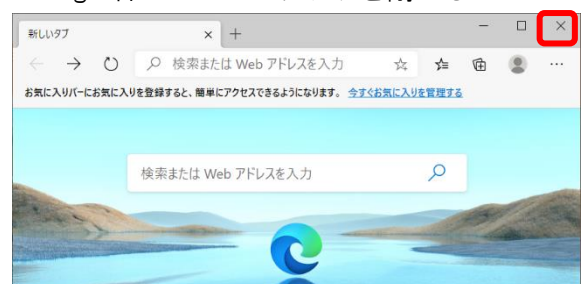 新しいタブ
検索または Web アドレスを入力
お気に入りバーにお気に入りを登録すると、簡単にアクセスできるようになります。 今すぐお気に入りを管理する
検索または Web アドレスを入力